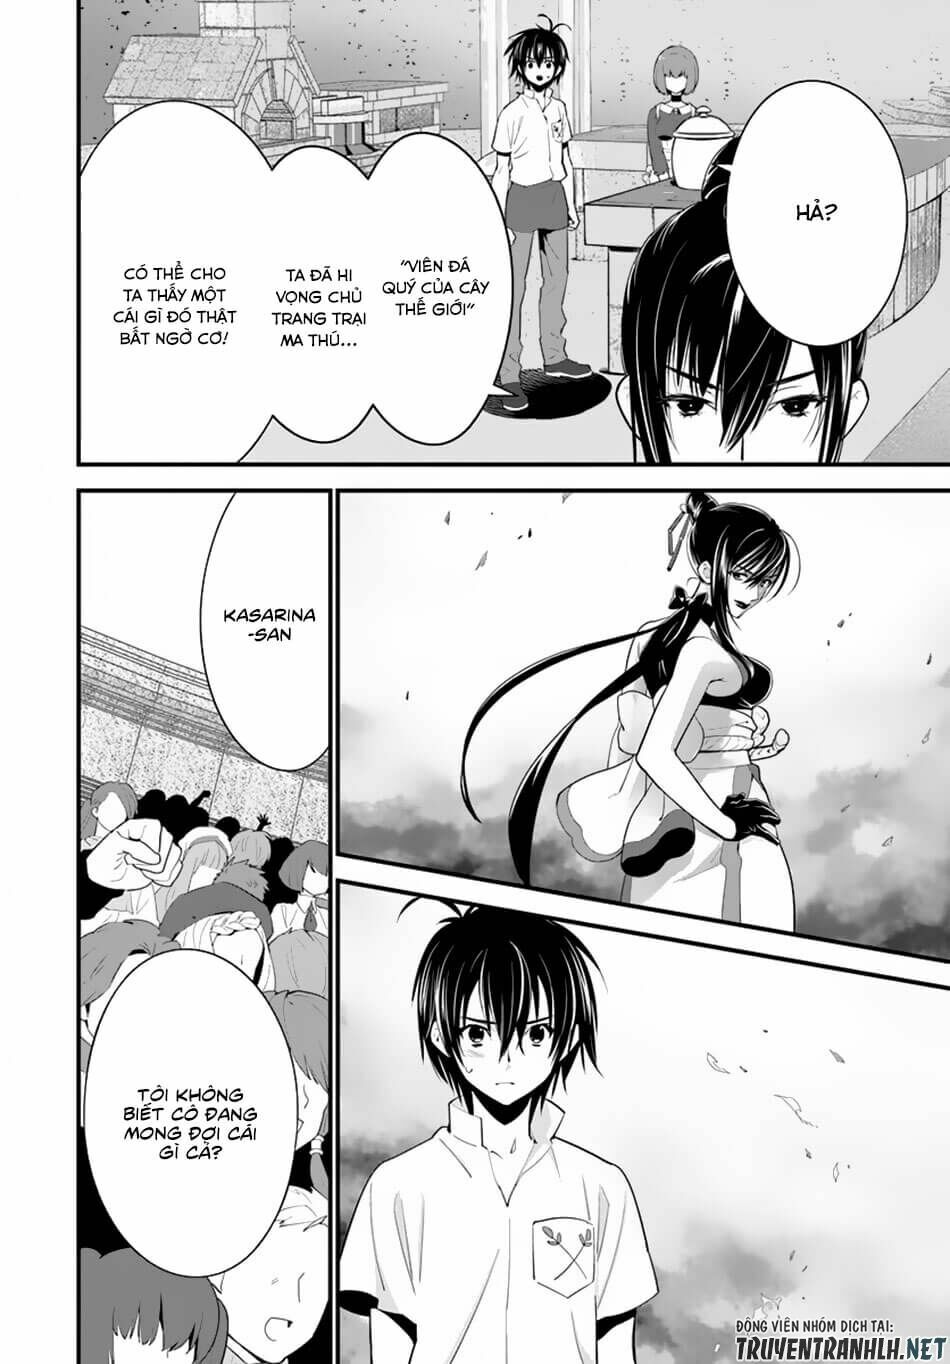 HẢ?
"VIÊN ĐÁ
QUÝ CỦA CÂY
THẾ GIỚI"
TA ĐÃ HI
VỌNG CHỦ
TRANG TRẠI
MA THÚ...
CÓ THỂ CHO
TA THẤY MỘT
CÁI GÌ ĐÓ THẬT
BẤT NGỜ CƠ!
KASARINA
-SAN
TÔI KHÔNG
BIẾT CÔ ĐANG
MONG ĐỢI CÁI
GÌ CẢ?
ĐỘNG VIÊN NHÓM DỊCH TẠI:
TRUYENTRANHLH.NET